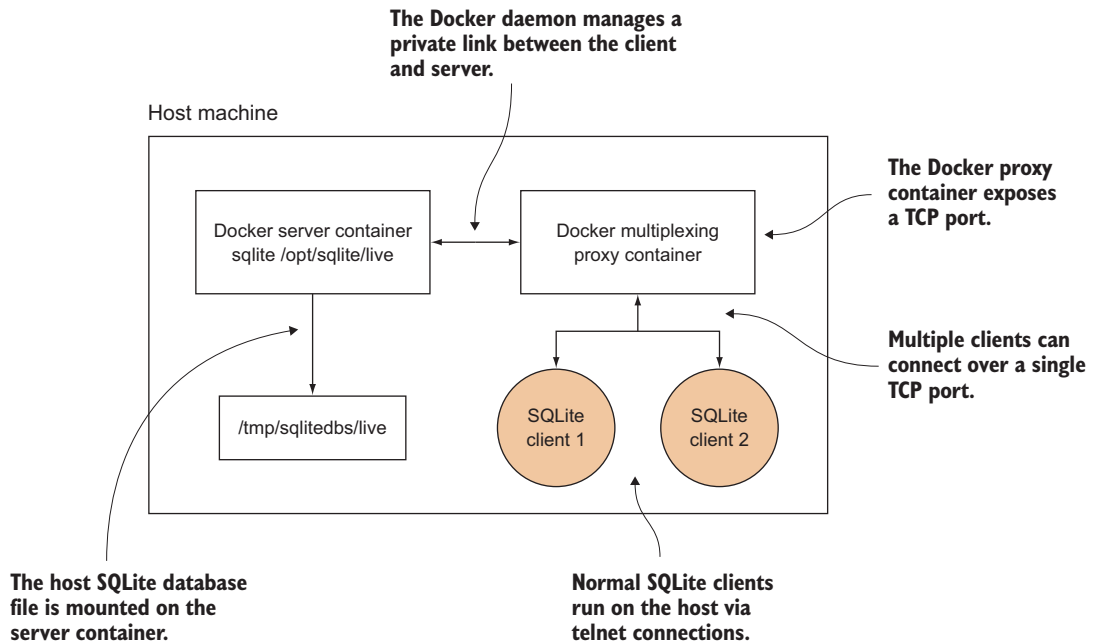 The Docker daemon manages a
private link between the client
and server.
Host machine
The Docker proxy
container exposes
a TCP port.
Docker server container
sqlite /opt/sqlite/live
Docker multiplexing
proxy container
Multiple clients can
connect over a single
TCP port.
/tmp/sqlitedbs/live
SQLite
client 1
SQLite
client 2
The host SQLite database
file is mounted on the
server container.
Normal SQLite clients
run on the host via
telnet connections.